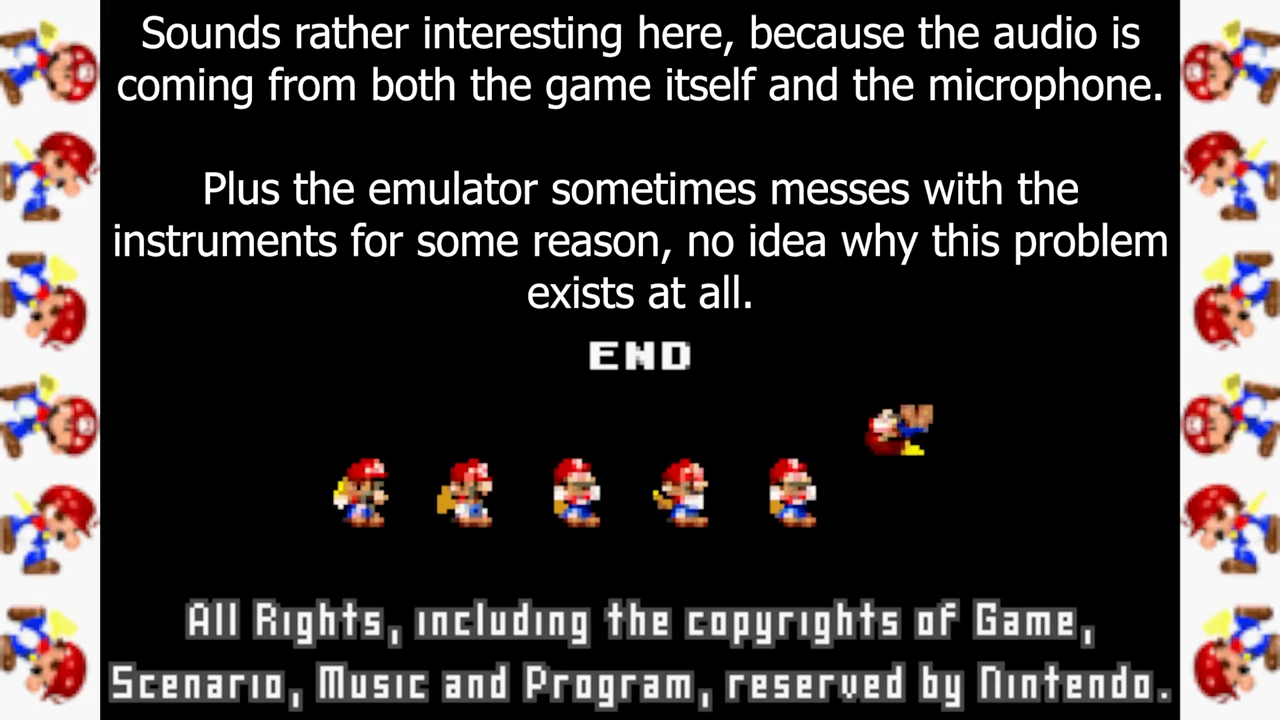 Sounds rather interesting here, because the audio is
coming from both the game itself and the microphone.
Plus the emulator sometimes messes with the
instruments for some reason, no idea why this problem
exists at all.
END
All Rights, including the copyrights of Game,
Scenario, Music and Program, reserved by Nintendo.